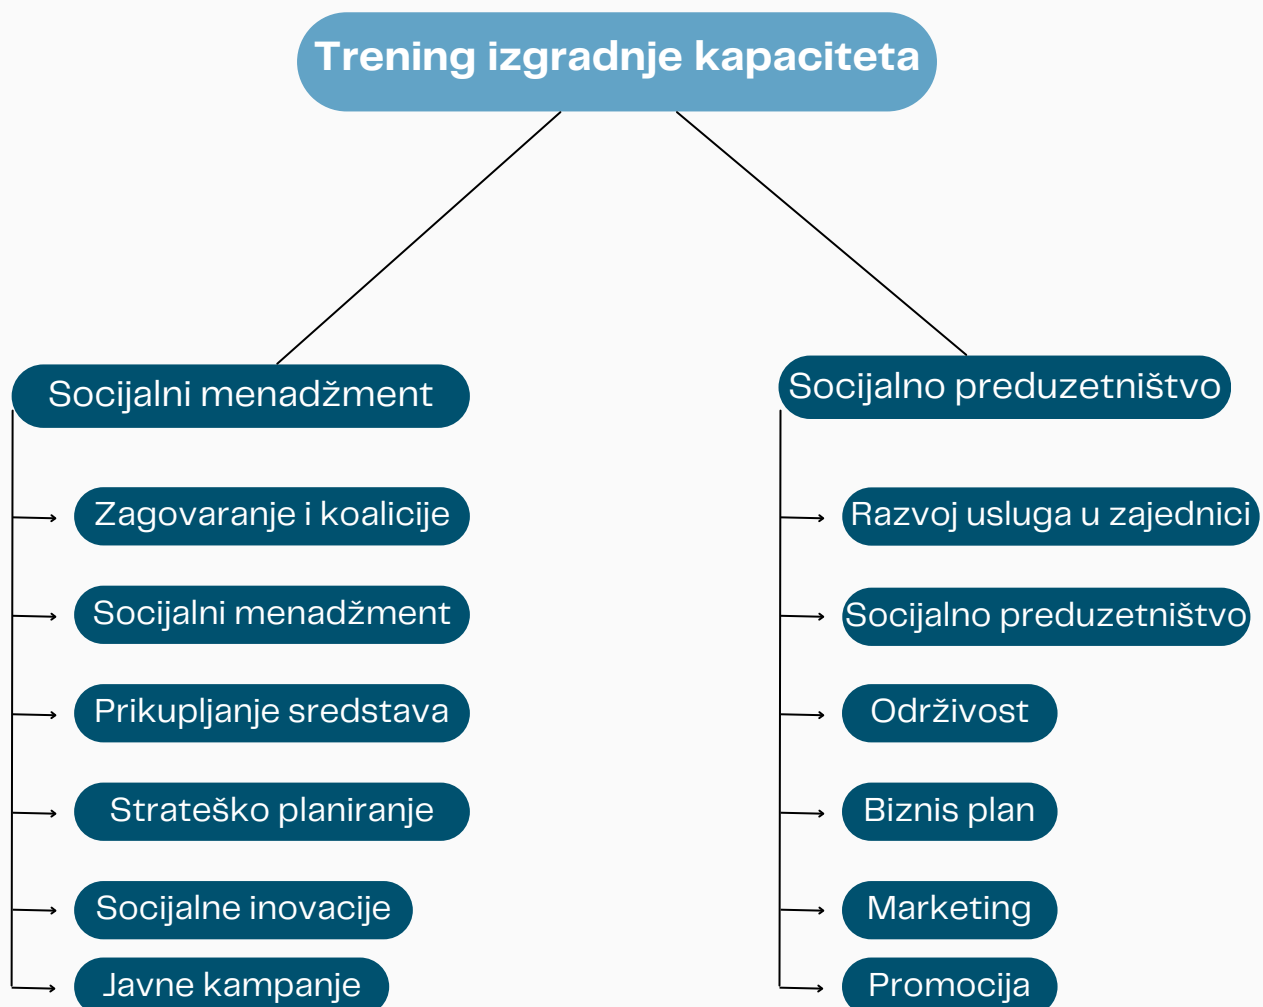 Trening izgradnje kapaciteta
Socijalni menadžment
Zagovaranje i koalicije
Socijalni menadžment
Prikupljanje sredstava
Strateško planiranje
Socijalne inovacije
Javne kampanje
Socijalno preduzetništvo
Razvoj usluga u zajednici
Socijalno preduzetništvo
Održivost
Biznis plan
Marketing
Promocija